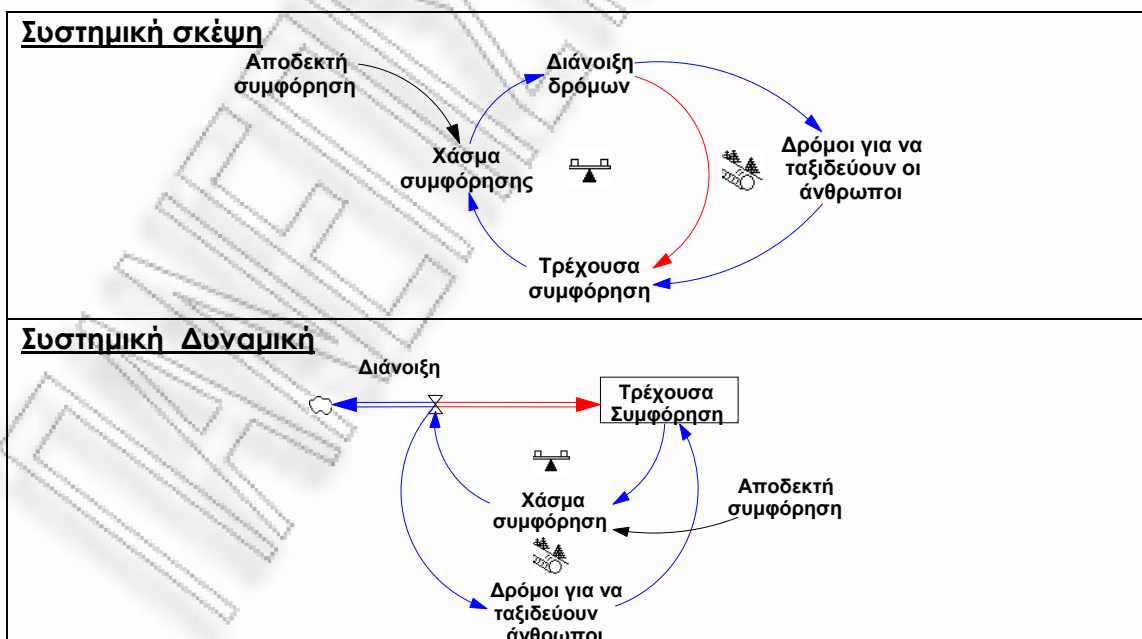 Συστημική σκέψη
Αποδεκτή
συμφόρηση
Διάνοιξη
δρόμων
Χάσμα
συμφόρησης
Δρόμοι για να
ταξιδεύουν οι
άνθρωποι
Τρέχουσα
συμφόρηση
Συστημική Δυναμική
Διάνοιξη
Τρέχουσα
Συμφόρηση
Χάσμα
συμφόρηση
Αποδεκτή
συμφόρηση
Δρόμοι για να
ταξιδεύουν
άνθρωποι